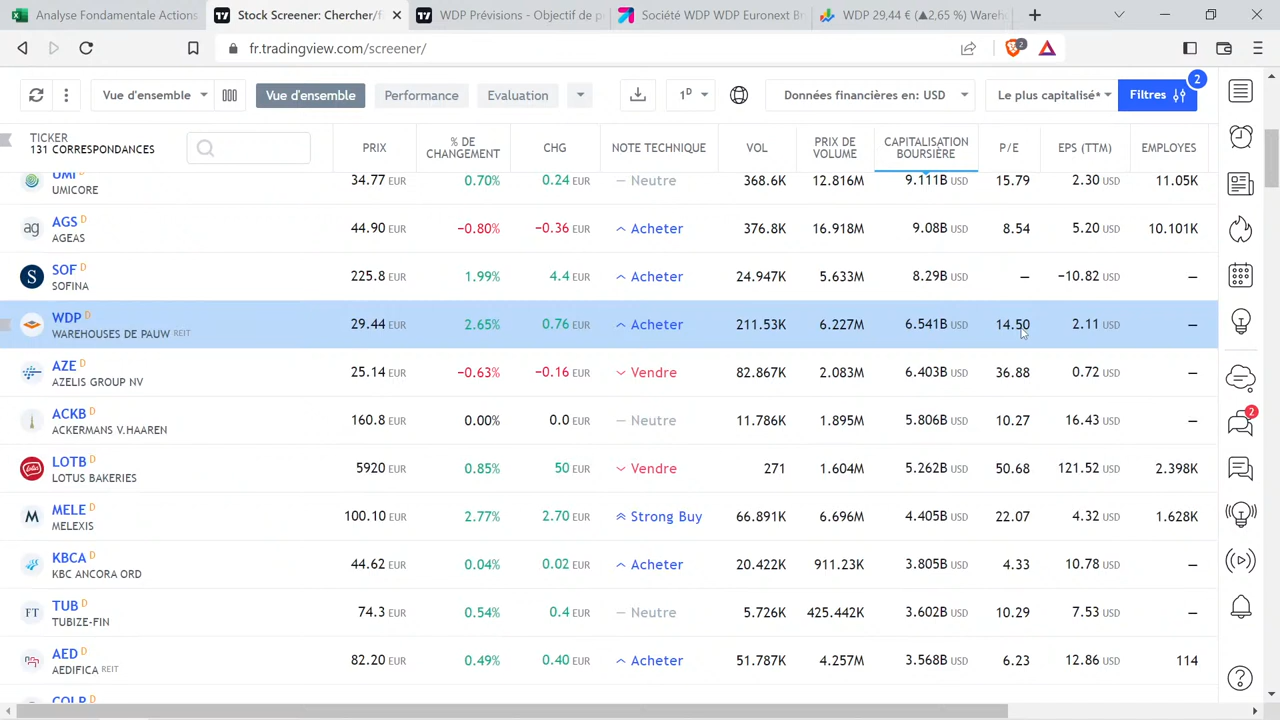 Analyse Fondamentale Actions
Stock Screener: Chercher/f
WDP Prévisions - Objectif de p
Société WDP WDP Euronext B
WDP 29,44 € (▲2,65 %) Wareh
fr.tradingview.com/screener/
2
Vue d'ensemble
Vue d'ensemble
Performance
Evaluation
1D
Données financières en: USD
Le plus capitalisé*
Filtres
2
TICKER
131 CORRESPONDANCES
PRIX
% DE CHANGEMENT
CHG
NOTE TECHNIQUE
VOL
PRIX DE VOLUME
CAPITALISATION BOURSIÈRE
P/E
EPS (TTM)
EMPLOYES
UMI D 34.77 EUR 0.70% 0.24 EUR — Neutre 368.6K 12.816M 9.111B USD 15.79 2.30 USD 11.05K
UMICORE
ag AGS D 44.90 EUR −0.80% −0.36 EUR Acheter 376.8K 16.918M 9.08B USD 8.54 5.20 USD 10.101K
AGEAS
S SOF D 225.8 EUR 1.99% 4.4 EUR Acheter 24.947K 5.633M 8.29B USD — −10.82 USD —
SOFINA
WDP D 29.44 EUR 2.65% 0.76 EUR Acheter 211.53K 6.227M 6.541B USD 14.50 2.11 USD —
WAREHOUSES DE PAUW REIT
AZE D 25.14 EUR −0.63% −0.16 EUR Vendre 82.867K 2.083M 6.403B USD 36.88 0.72 USD —
AZELIS GROUP NV
ACKB D 160.8 EUR 0.00% 0.0 EUR — Neutre 11.786K 1.895M 5.806B USD 10.27 16.43 USD —
ACKERMANS V.HAAREN
LOTB D 5920 EUR 0.85% 50 EUR Vendre 271 1.604M 5.262B USD 50.68 121.52 USD 2.398K
LOTUS BAKERIES
M MELE D 100.10 EUR 2.77% 2.70 EUR Strong Buy 66.891K 6.696M 4.405B USD 22.07 4.32 USD 1.628K
MELEXIS
KBCA D 44.62 EUR 0.04% 0.02 EUR Acheter 20.422K 911.23K 3.805B USD 4.33 10.78 USD —
KBC ANCORA ORD
FT TUB D 74.3 EUR 0.54% 0.4 EUR — Neutre 5.726K 425.442K 3.602B USD 10.29 7.53 USD —
TUBIZE-FIN
AED D 82.20 EUR 0.49% 0.40 EUR Acheter 51.787K 4.257M 3.568B USD 6.23 12.86 USD 114
AEDIFICA REIT
COLR D
2